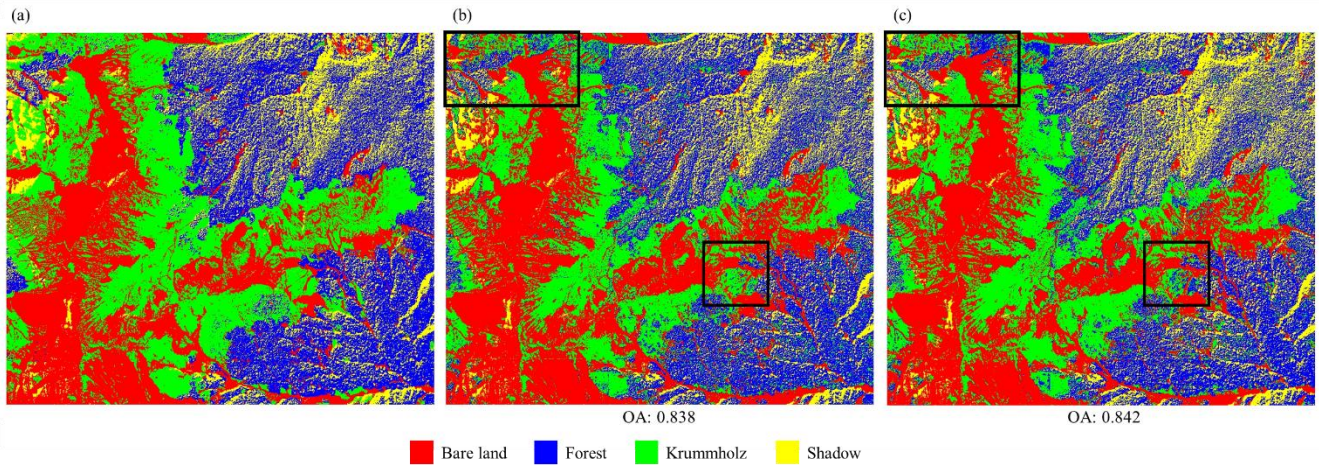 (a)
(b)
(c)
OA: 0.838
OA: 0.842
Bare land
Forest
Krummholz
Shadow